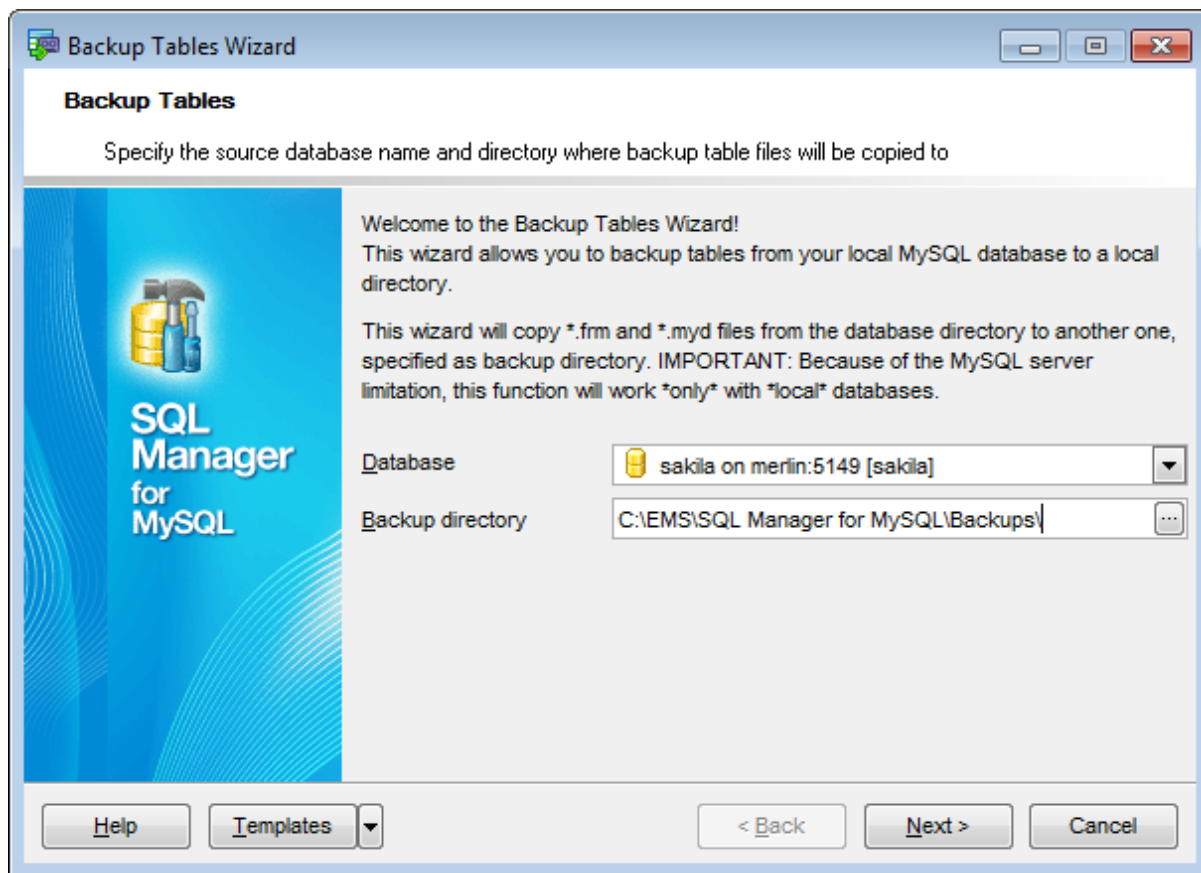 Backup Tables Wizard
Backup Tables
Specify the source database name and directory where backup table files will be copied to
Welcome to the Backup Tables Wizard!
This wizard allows you to backup tables from your local MySQL database to a local
directory.
This wizard will copy *.frm and *.myd files from the database directory to another one,
specified as backup directory. IMPORTANT: Because of the MySQL server
limitation, this function will work *only* with *local* databases.
SQL
Manager
for
MySQL
Database
sakila on merlin:5149 [sakila]
Backup directory
C:\EMS\SQL Manager for MySQL\Backups\
...
Help
Templates
< Back
Next >
Cancel